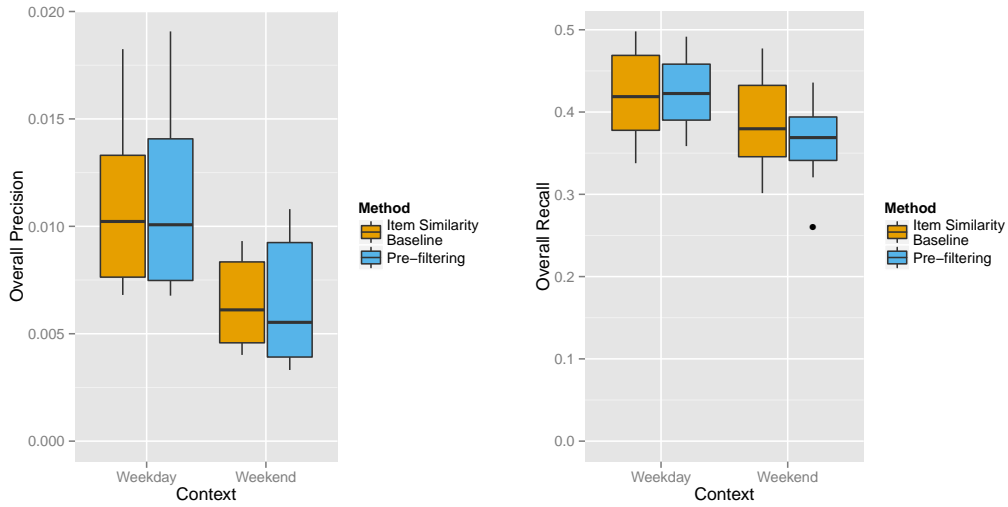 0.020
0.015
0.010
0.005
0.000
Overall Precision
Weekday
Weekend
Context
Method
Item Similarity
Baseline
Pre−filtering
0.5
0.4
0.3
0.2
0.1
0.0
Overall Recall
Weekday
Weekend
Context
Method
Item Similarity
Baseline
Pre−filtering